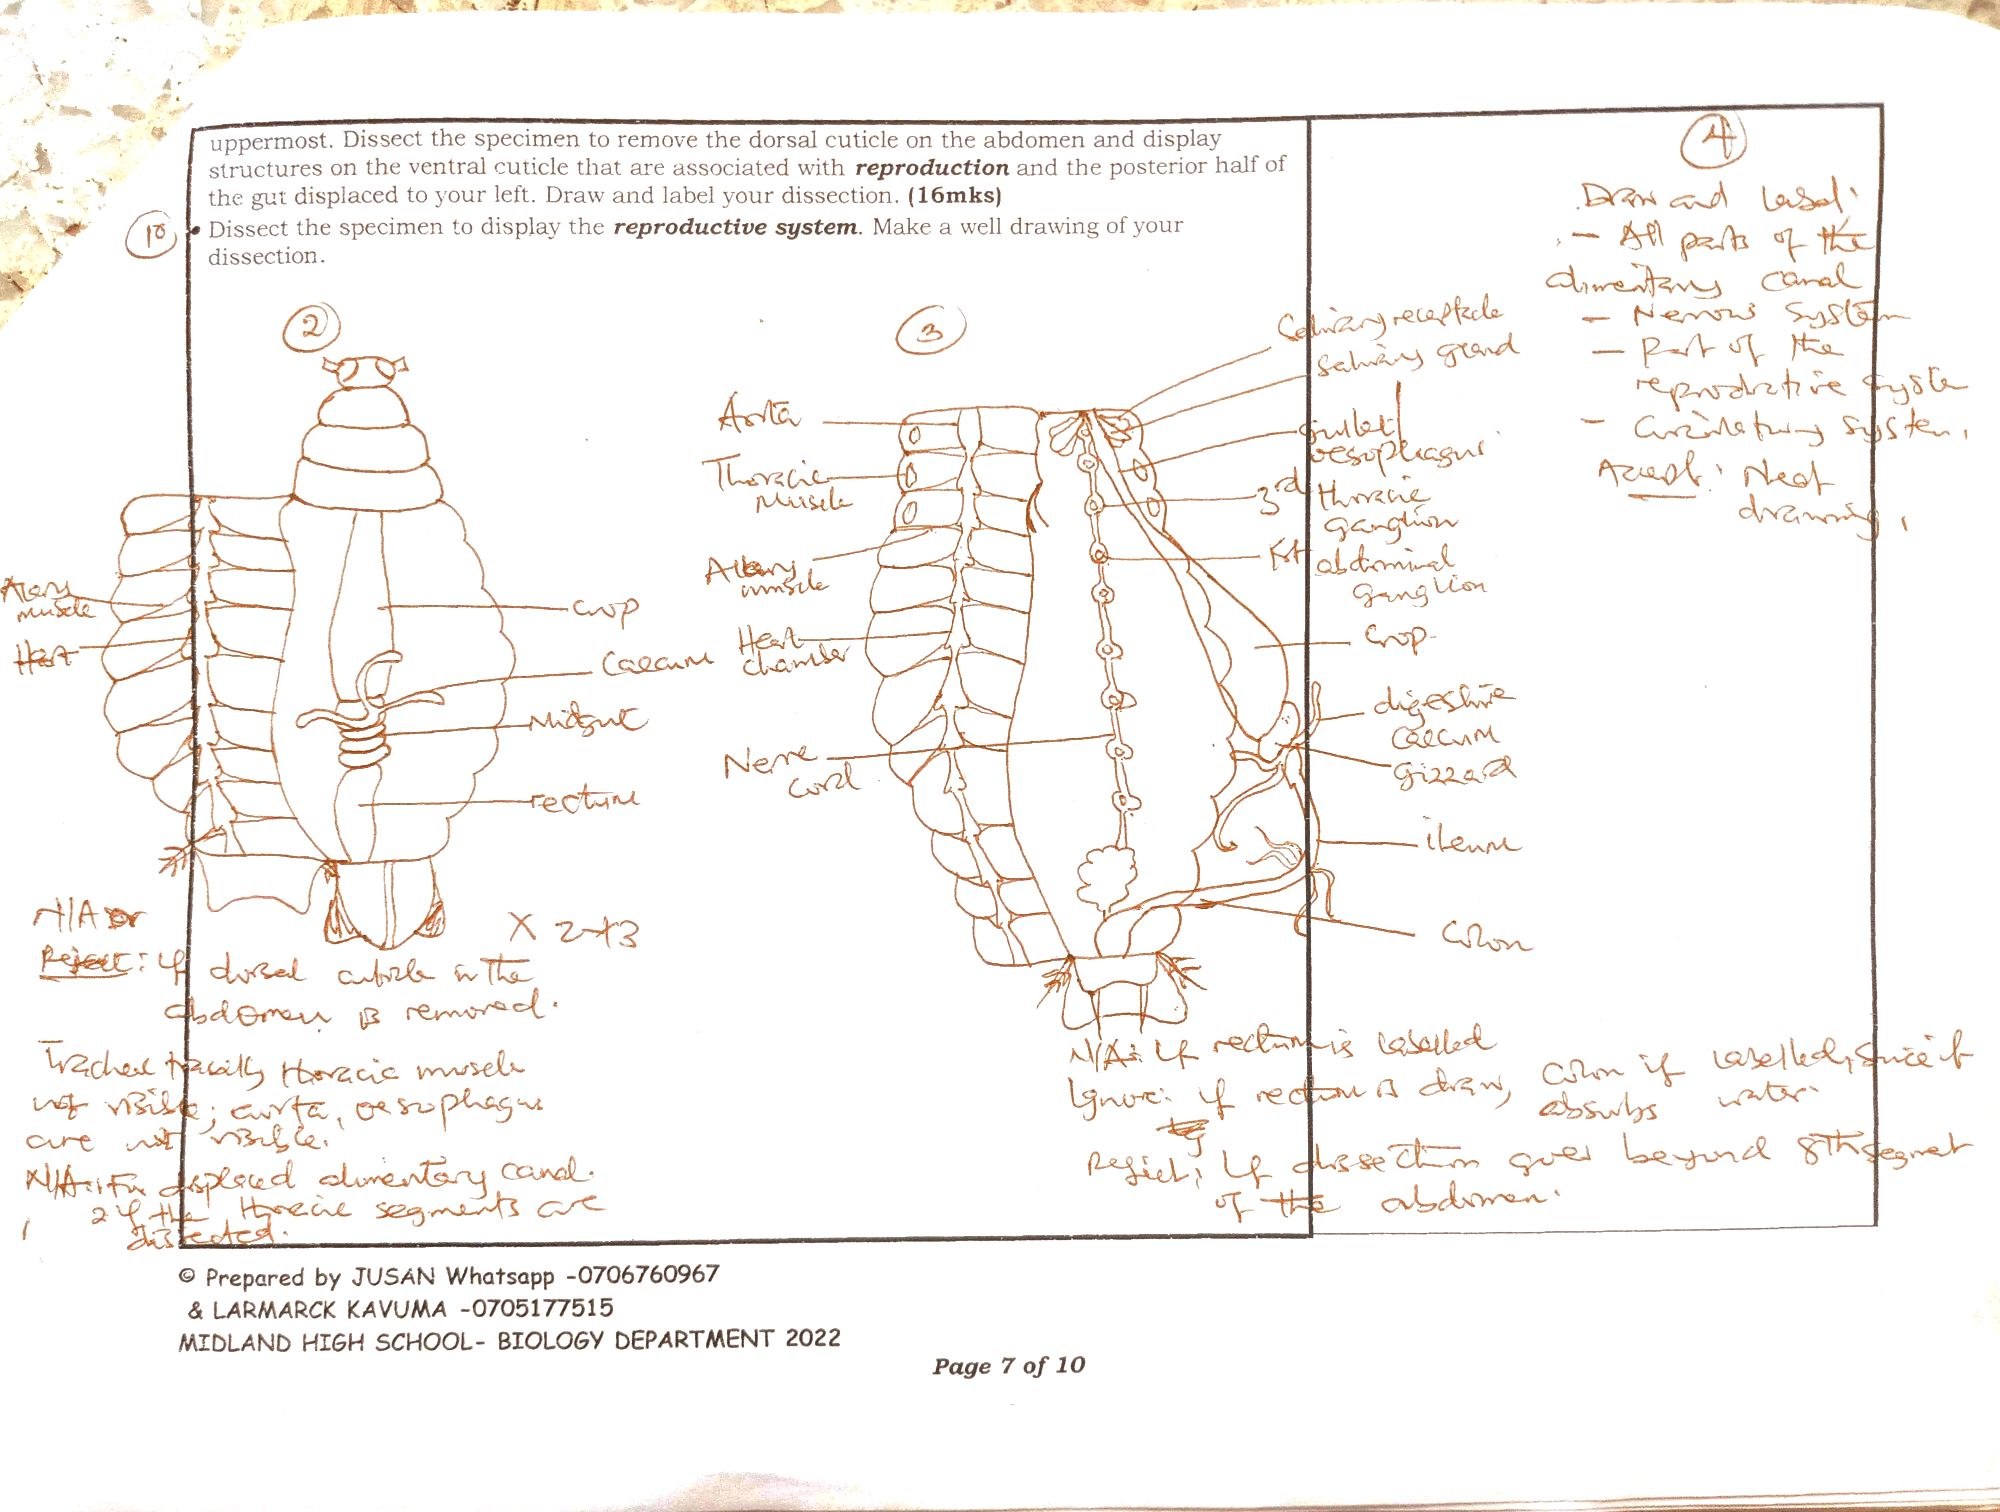 uppermost. Dissect the specimen to remove the dorsal cuticle on the abdomen and display
structures on the ventral cuticle that are associated with reproduction and the posterior half of
the gut displaced to your left. Draw and label your dissection. (16mks)
10
• Dissect the specimen to display the reproductive system. Make a well drawing of your
dissection.
2
Alary
muscle
Heart
crop
Caecum
Midgut
rectum
X 2→3
N/A or
Reject: if dorsal cuticle in the
abdomen is removed.
thoracic muscle
not visible; aorta, oesophagus
are not visible.
N/A: For displaced alimentary canal.
2 if the thoracic segments are
dissected.
3
Aorta
Thoracic
muscle
Alary
muscle
Heart
chamber
Nerve
cord
Salivary receptacle
Salivary gland
gullet/
oesophagus
3rd thoracic
ganglion
1st abdominal
ganglion
Crop
digestive
caecum
gizzard
ileum
Colon
N/A: if rectum is labelled
Ignore: if rectum is draw, Colon if labelled, since it
absorbs water.
Reject: If dissection goes beyond 8th segment
of the abdomen.
4
Draw and label:
- All parts of the
alimentary canal
- Nervous system
- Part of the
reproductive system
- Circulatory system.
Accept: Neat
drawing,
© Prepared by JUSAN Whatsapp -0706760967
& LARMARCK KAVUMA -0705177515
MIDLAND HIGH SCHOOL- BIOLOGY DEPARTMENT 2022
Page 7 of 10